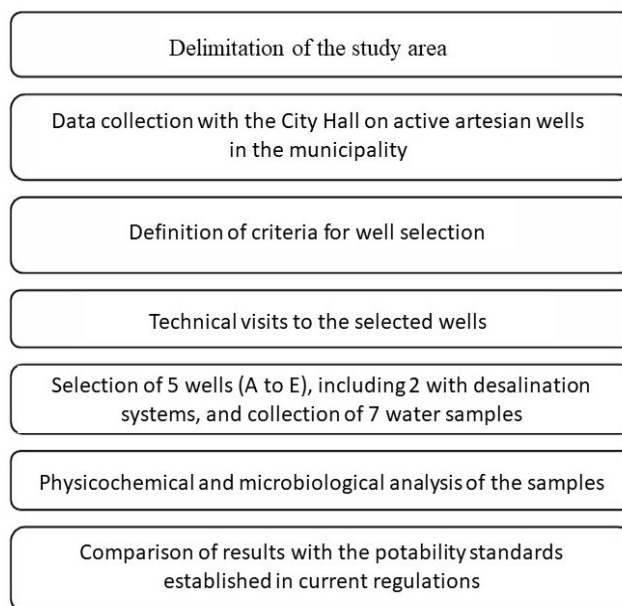 Delimitation of the study area
Data collection with the City Hall on active artesian wells
in the municipality
Definition of criteria for well selection
Technical visits to the selected wells
Selection of 5 wells (A to E), including 2 with desalination
systems, and collection of 7 water samples
Physicochemical and microbiological analysis of the samples
Comparison of results with the potability standards
established in current regulations